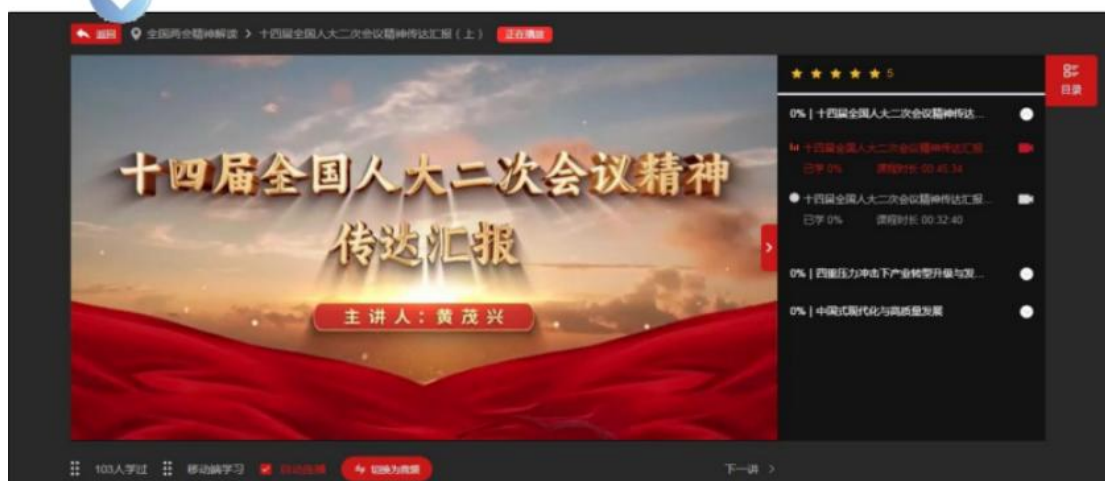 返回 全国两会精神解读 > 十四届全国人大二次会议精神传达汇报（上） 正在播放
十四届全国人大二次会议精神
传达汇报
主讲人：黄茂兴
5
目录
0% | 十四届全国人大二次会议精神传达...
十四届全国人大二次会议精神传达汇报
已学 0% 课程时长 00:45:34
十四届全国人大二次会议精神传达汇报...
已学 0% 课程时长 00:32:40
0% | 四重压力冲击下产业转型升级与发...
0% | 中国式现代化与高质量发展
103人学过 移动端学习 自动连播 切换为音频 下一讲 >